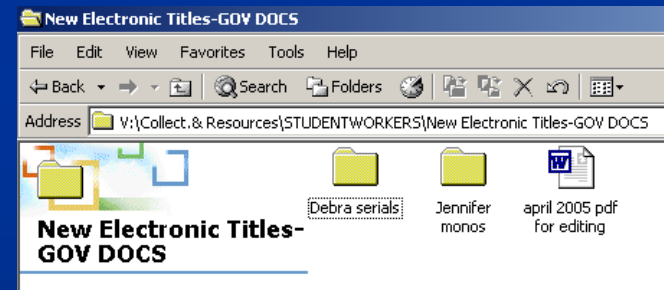 New Electronic Titles-GOV DOCS
File Edit View Favorites Tools Help
Back Search Folders
Address V:\Collect.& Resources\STUDENTWORKERS\New Electronic Titles-GOV DOCS
New Electronic Titles-
GOV DOCS
Debra serials
Jennifer
monos
W
april 2005 pdf
for editing